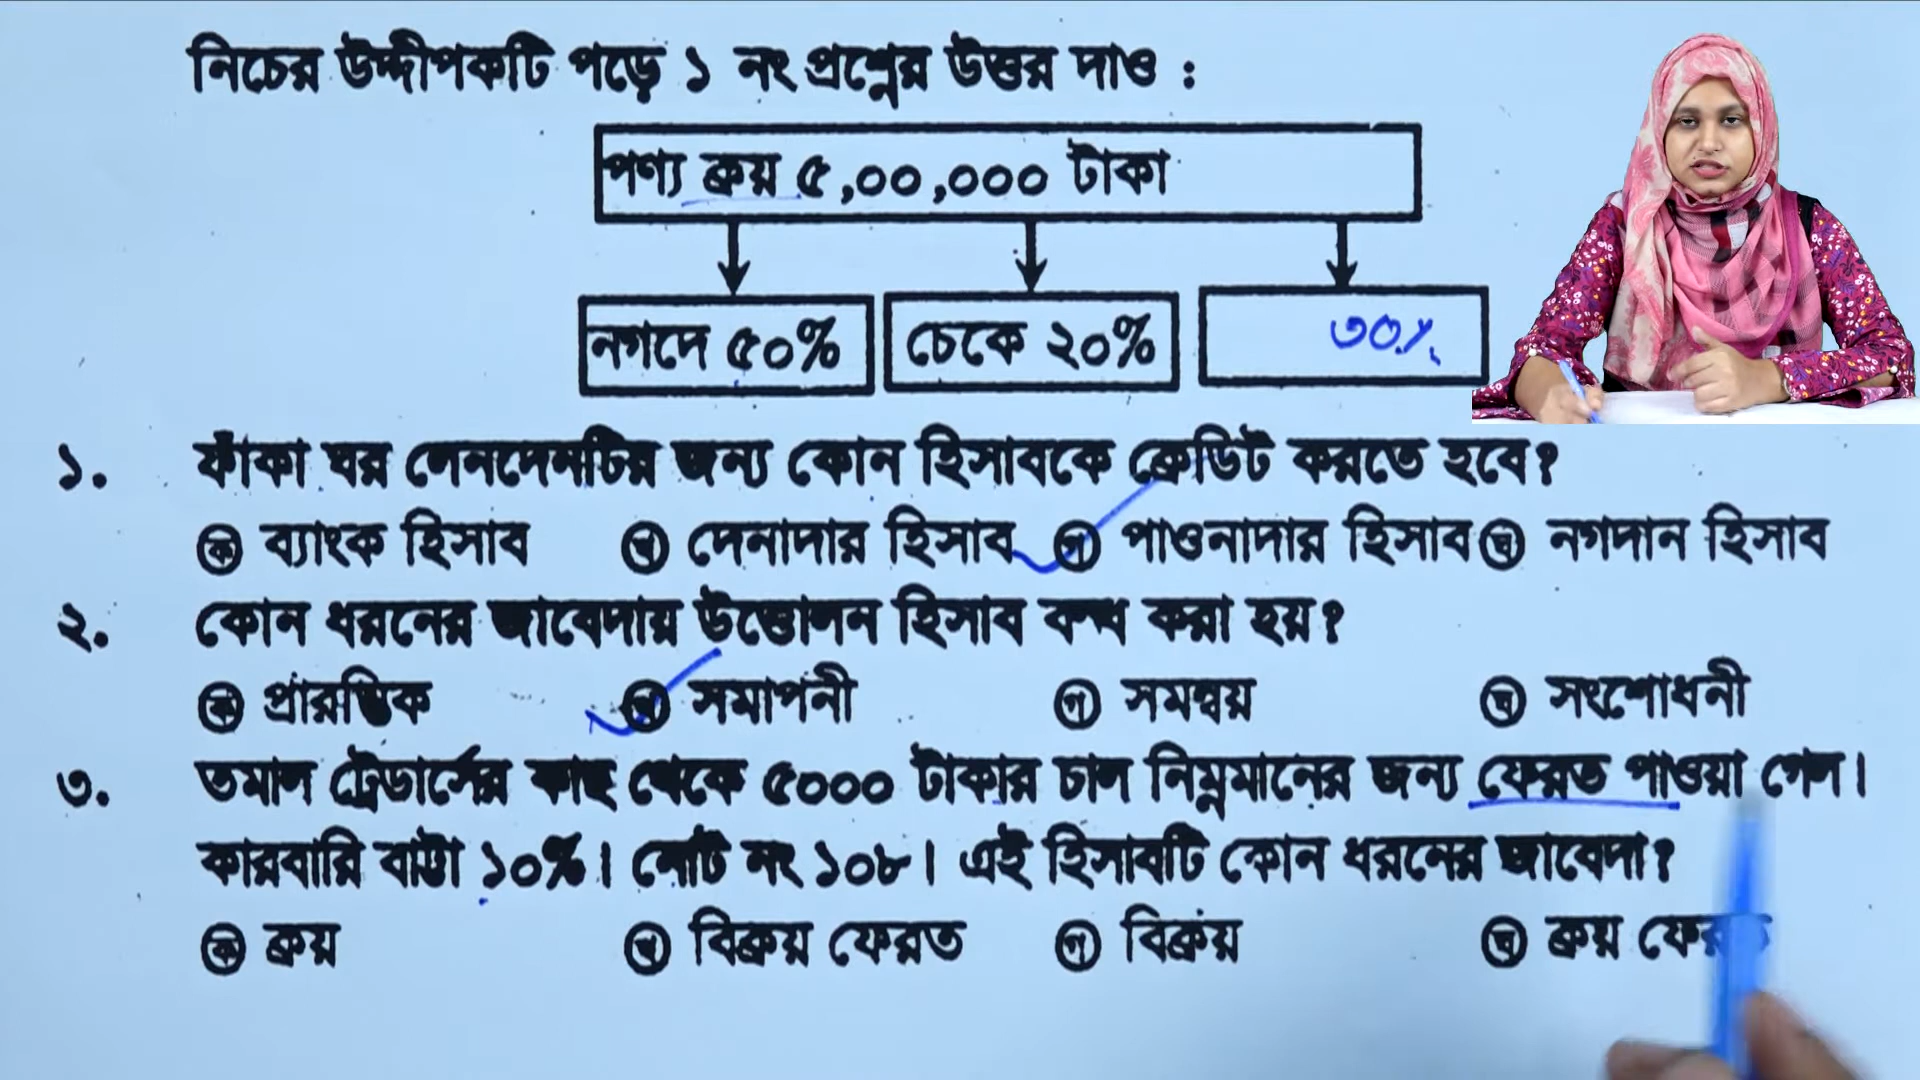 নিচের উদ্দীপকটি পড়ে ১ নং প্রশ্নের উত্তর দাও :
পণ্য ক্রয় ৫,০০,০০০ টাকা
নগদে ৫০% চেকে ২০% ৩০%
১. ফাঁকা ঘর লেনদেনটির জন্য কোন হিসাবকে ক্রেডিট করতে হবে?
ক ব্যাংক হিসাব খ দেনাদার হিসাব গ পাওনাদার হিসাব ঘ নগদান হিসাব
২. কোন ধরনের জাবেদায় উত্তোলন হিসাব বন্ধ করা হয়?
ক প্রারম্ভিক খ সমাপনী গ সমন্বয় ঘ সংশোধনী
৩. তমাল ট্রেডার্সের কাছ থেকে ৫০০০ টাকার চাল নিম্নমানের জন্য ফেরত পাওয়া গেল।
কারবারি বাট্টা ১০%। নোট নং ১০৮। এই হিসাবটি কোন ধরনের জাবেদা?
ক ক্রয় খ বিক্রয় ফেরত গ বিক্রয় ঘ ক্রয়